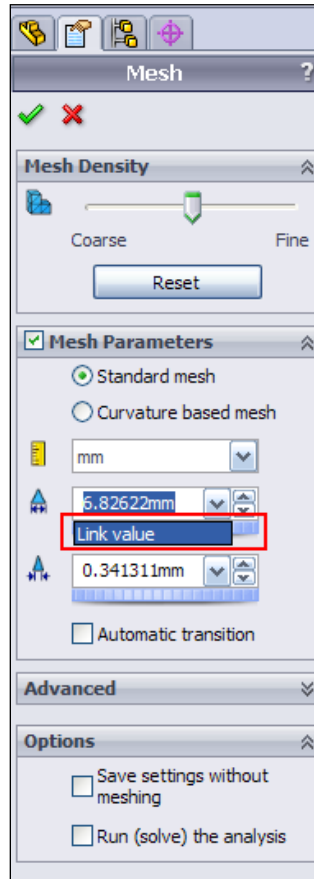 Mesh ?
Mesh Density
Coarse Fine
Reset
Mesh Parameters
Standard mesh
Curvature based mesh
mm
6.82622mm
Link value
0.341311mm
Automatic transition
Advanced
Options
Save settings without
meshing
Run (solve) the analysis